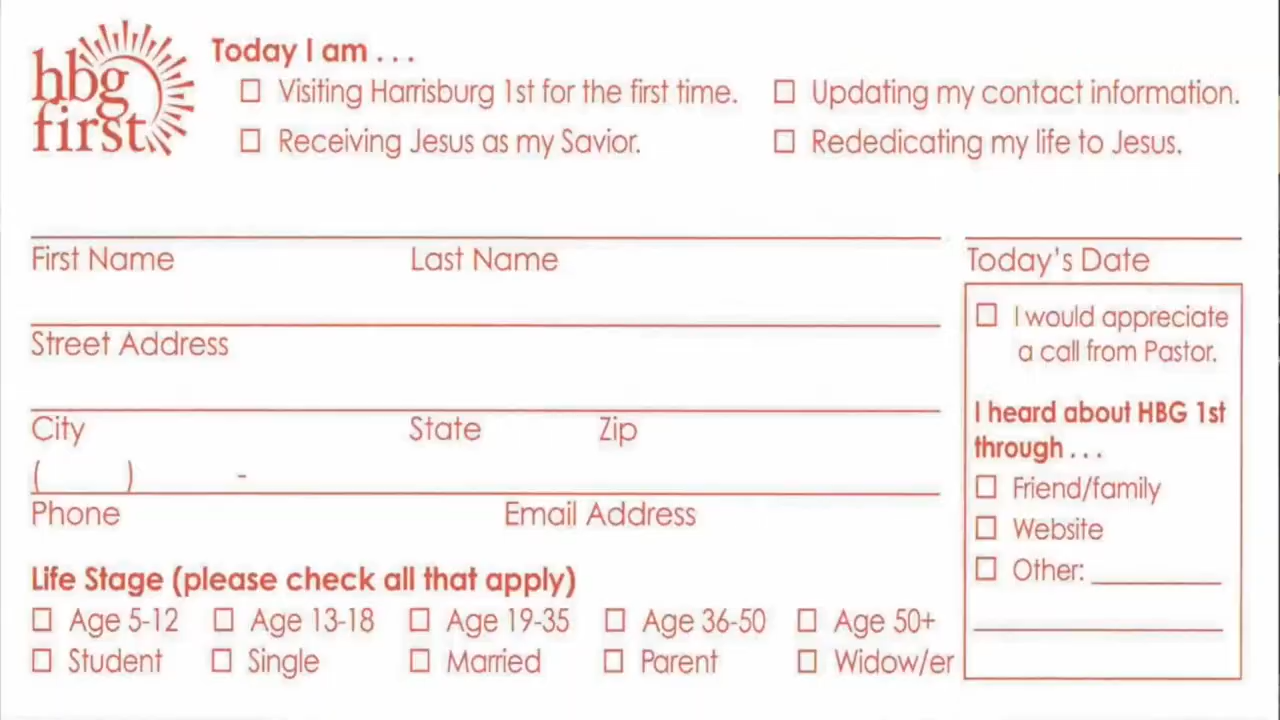 hbg
first
Today I am . . .
☐ Visiting Harrisburg 1st for the first time. ☐ Updating my contact information.
☐ Receiving Jesus as my Savior. ☐ Rededicating my life to Jesus.
First Name Last Name Today's Date
Street Address
City State Zip
( ) -
Phone Email Address
☐ I would appreciate
a call from Pastor.
I heard about HBG 1st
through . . .
☐ Friend/family
☐ Website
☐ Other: __________
Life Stage (please check all that apply)
☐ Age 5-12 ☐ Age 13-18 ☐ Age 19-35 ☐ Age 36-50 ☐ Age 50+
☐ Student ☐ Single ☐ Married ☐ Parent ☐ Widow/er